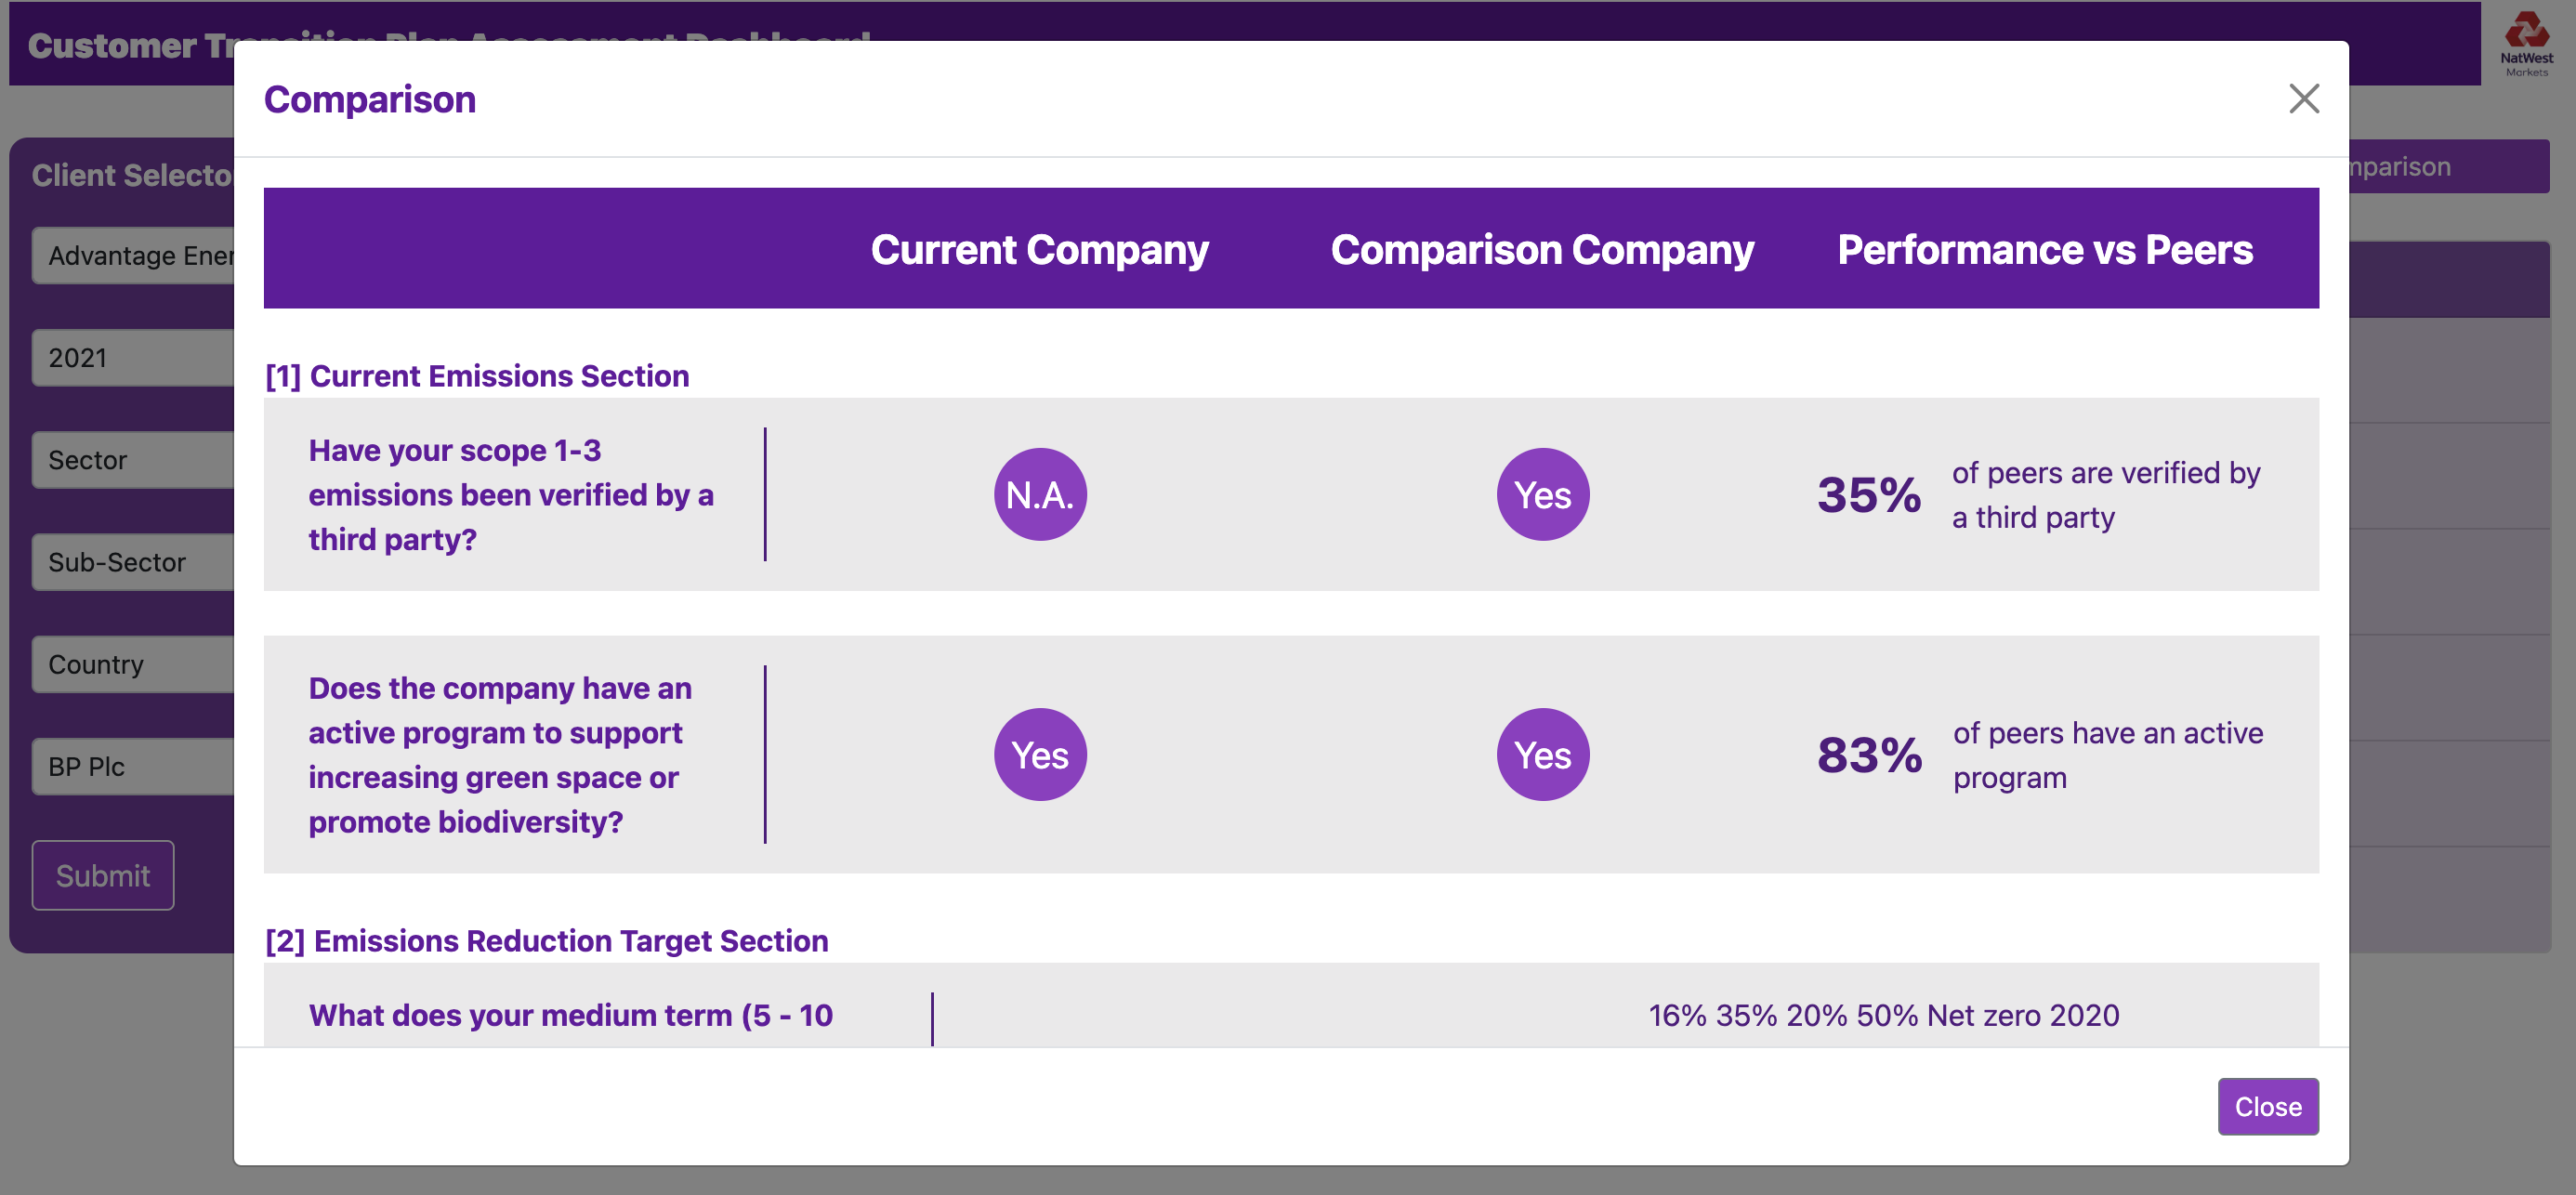 Customer
NatWest
Markets
Comparison
Client Selector
mparison
Current Company Comparison Company Performance vs Peers
Advantage Ener
2021
[1] Current Emissions Section
Have your scope 1-3
emissions been verified by a
third party?
N.A.
Yes
35%
of peers are verified by
a third party
Sector
Sub-Sector
Country
BP Plc
Submit
Does the company have an
active program to support
increasing green space or
promote biodiversity?
Yes
Yes
83%
of peers have an active
program
[2] Emissions Reduction Target Section
What does your medium term (5 - 10
16% 35% 20% 50% Net zero 2020
Close